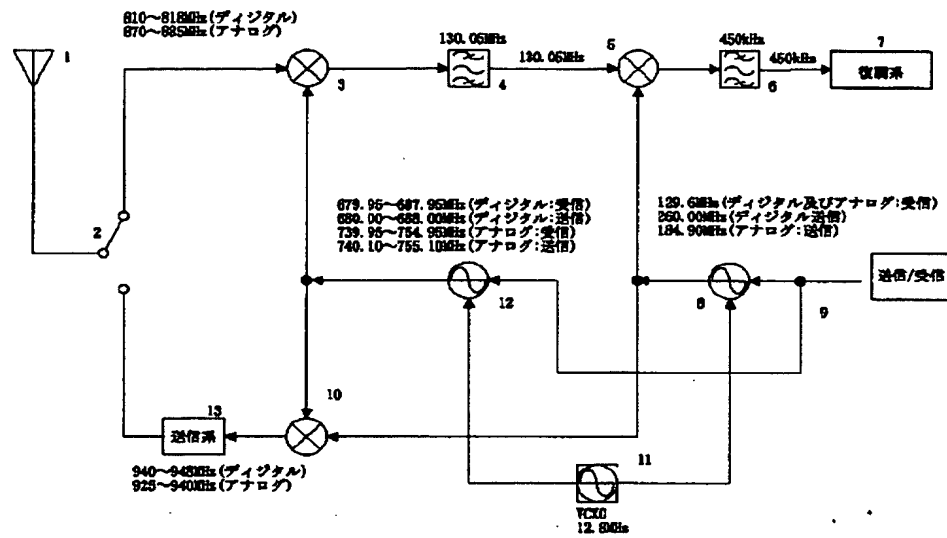 810～818MHz(ディジタル)
870～885MHz(アナログ)
1
2
3
130.05MHz
4
130.05MHz
5
450kHz
6
450kHz
7
復調系
679.95～687.95MHz(ディジタル:受信)
680.00～688.00MHz(ディジタル:送信)
739.95～754.95MHz(アナログ:受信)
740.10～755.10MHz(アナログ:送信)
12
129.6MHz(ディジタル及びアナログ:受信)
260.00MHz(ディジタル送信)
184.90MHz(アナログ:送信)
8
9
送信/受信
10
13
送信系
940～948MHz(ディジタル)
925～940MHz(アナログ)
11
VCXO
12.8MHz